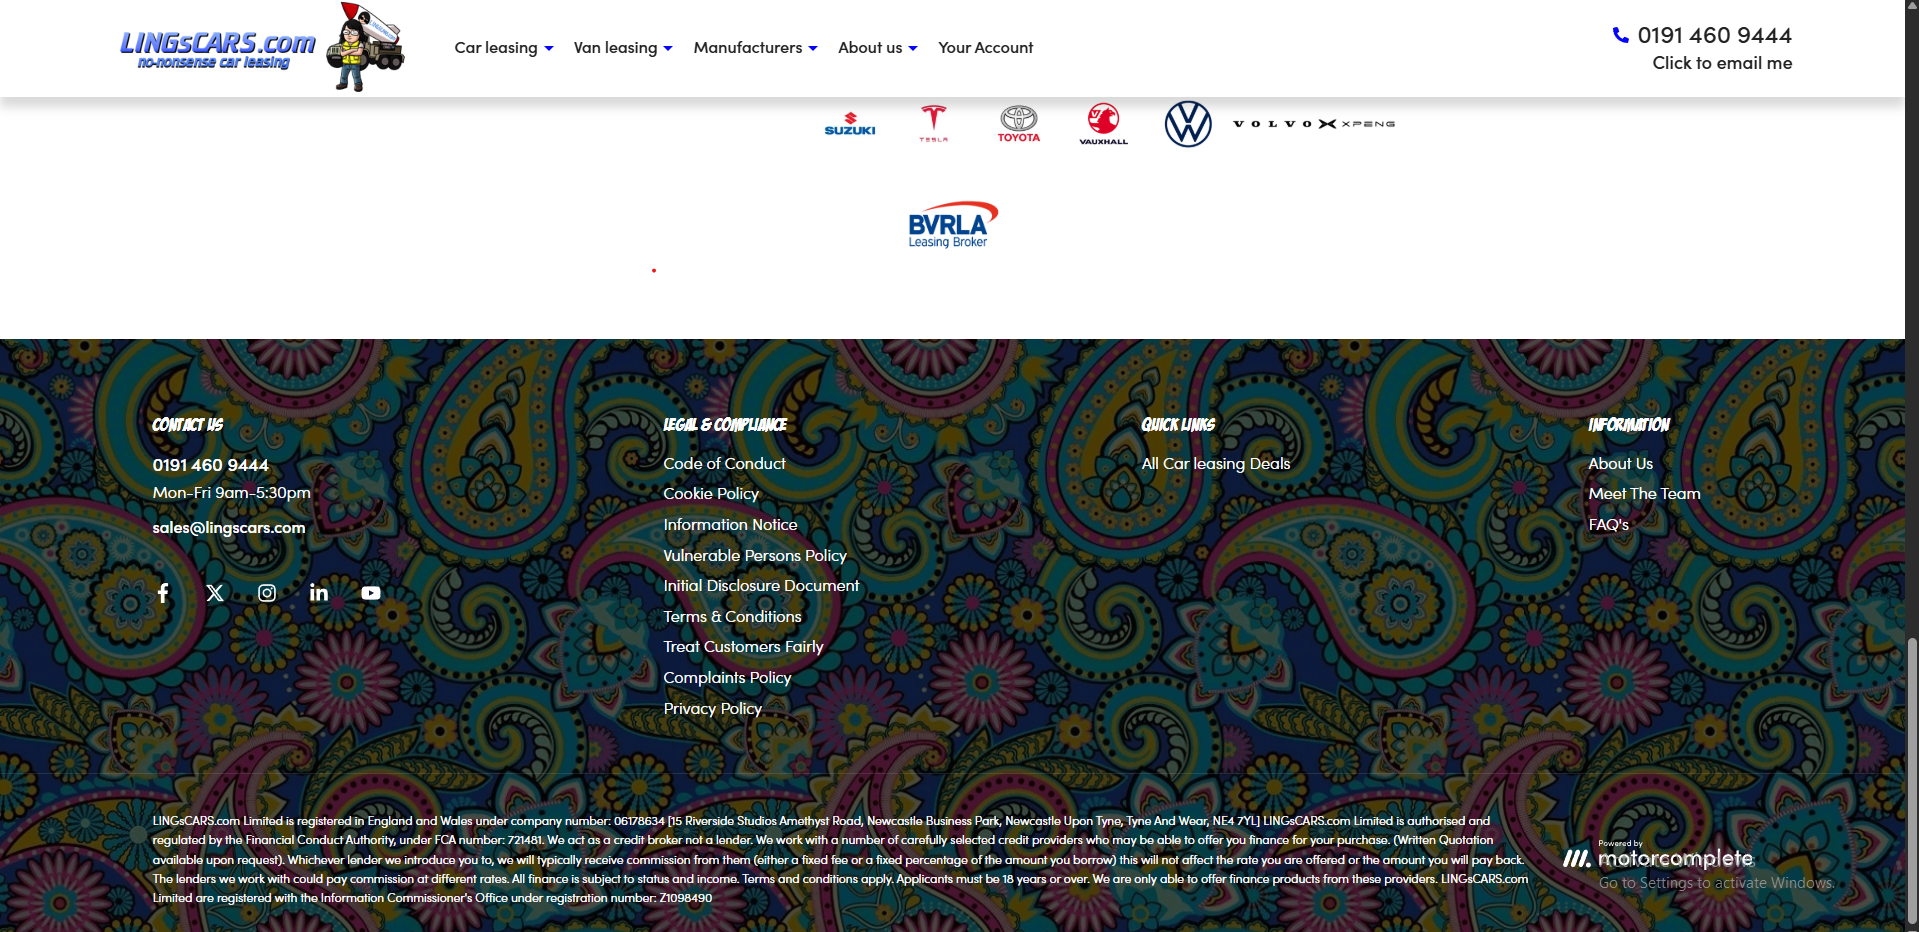 LINGsCARS.com
no-nonsense car leasing
Car leasing
Van leasing
Manufacturers
About us
Your Account
0191 460 9444
Click to email me
SUZUKI
TESLA
TOYOTA
VAUXHALL
VOLVO
XPENG
BVRLA
Leasing Broker
CONTACT US
0191 460 9444
Mon-Fri 9am-5:30pm
sales@lingscars.com
LEGAL & COMPLIANCE
Code of Conduct
Cookie Policy
Information Notice
Vulnerable Persons Policy
Initial Disclosure Document
Terms & Conditions
Treat Customers Fairly
Complaints Policy
Privacy Policy
QUICK LINKS
All Car leasing Deals
INFORMATION
About Us
Meet The Team
FAQ's
LINGsCARS.com Limited is registered in England and Wales under company number: 06178634 [15 Riverside Studios Amethyst Road, Newcastle Business Park, Newcastle Upon Tyne, Tyne And Wear, NE4 7YL] LINGsCARS.com Limited is authorised and
regulated by the Financial Conduct Authority, under FCA number: 721481. We act as a credit broker not a lender. We work with a number of carefully selected credit providers who may be able to offer you finance for your purchase. (Written Quotation
available upon request). Whichever lender we introduce you to, we will typically receive commission from them (either a fixed fee or a fixed percentage of the amount you borrow) this will not affect the rate you are offered or the amount you will pay back.
The lenders we work with could pay commission at different rates. All finance is subject to status and income. Terms and conditions apply. Applicants must be 18 years or over. We are only able to offer finance products from these providers. LINGsCARS.com
Limited are registered with the Information Commissioner's Office under registration number: Z1098490
Powered by
motorcomplete
Go to Settings to activate Windows.